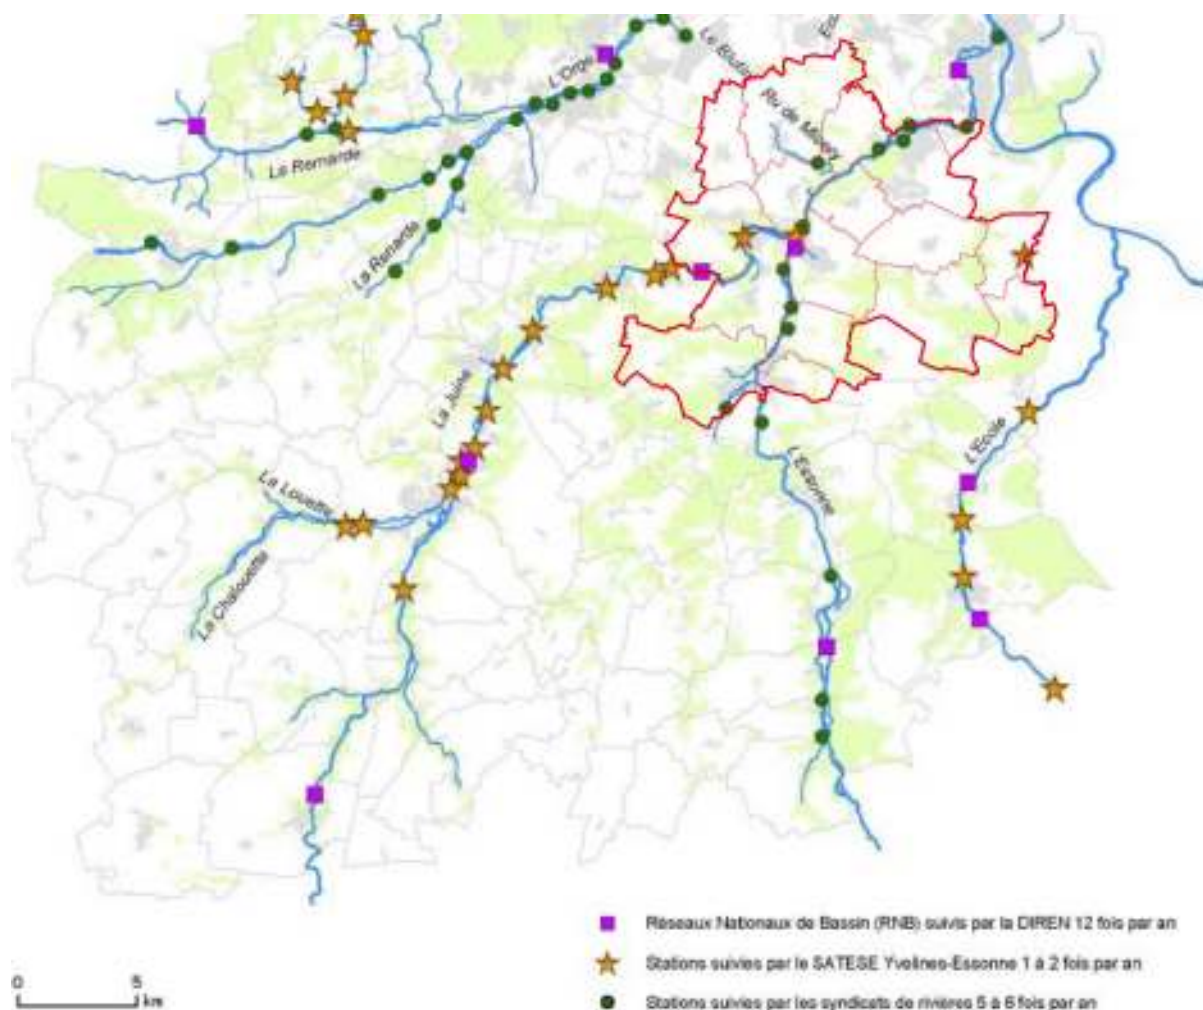 L'Orge
Le Blutin
Ru de Misery
La Remarde
La Renarde
La Juine
L'Ecole
L'Essonne
La Louette
La Chalouette
Réseaux Nationaux de Bassin (RNB) suivis par la DIREN 12 fois par an
Stations suivies par le SATESE Yvelines-Essonne 1 à 2 fois par an
0 5
km
Stations suivies par les syndicats de rivières 5 à 6 fois par an